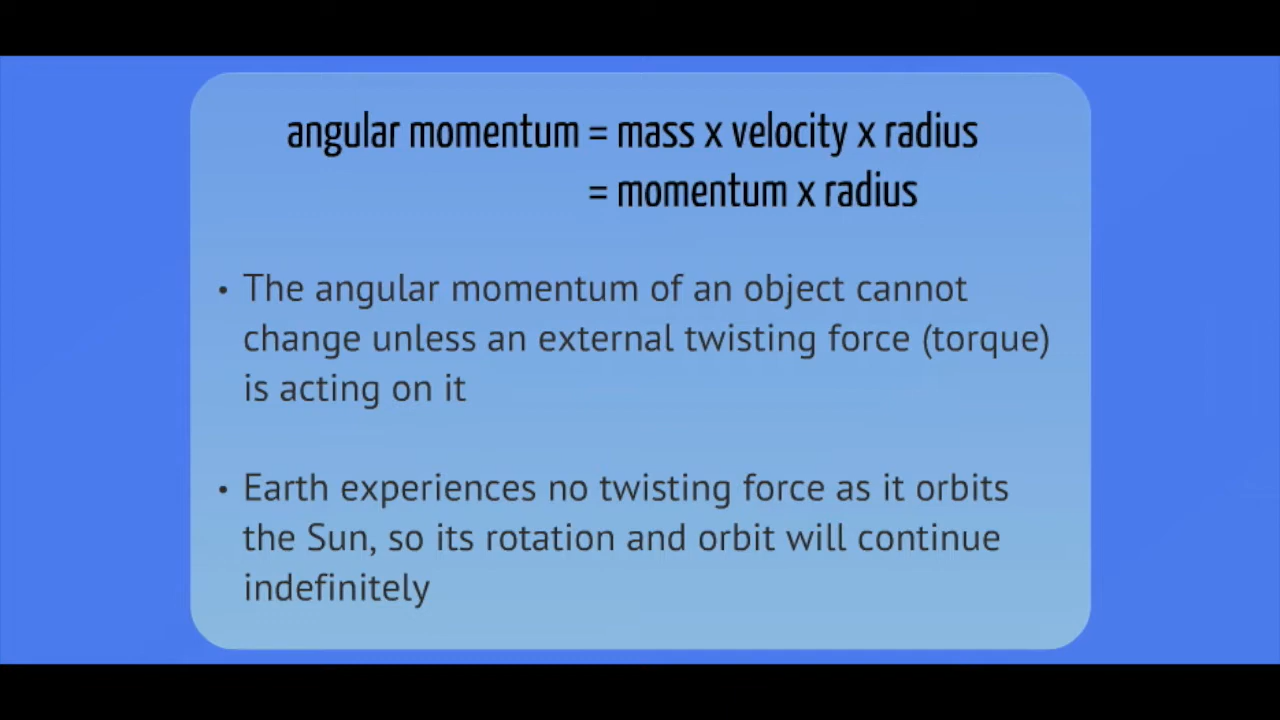 angular momentum = mass x velocity x radius
= momentum x radius
• The angular momentum of an object cannot
change unless an external twisting force (torque)
is acting on it
• Earth experiences no twisting force as it orbits
the Sun, so its rotation and orbit will continue
indefinitely